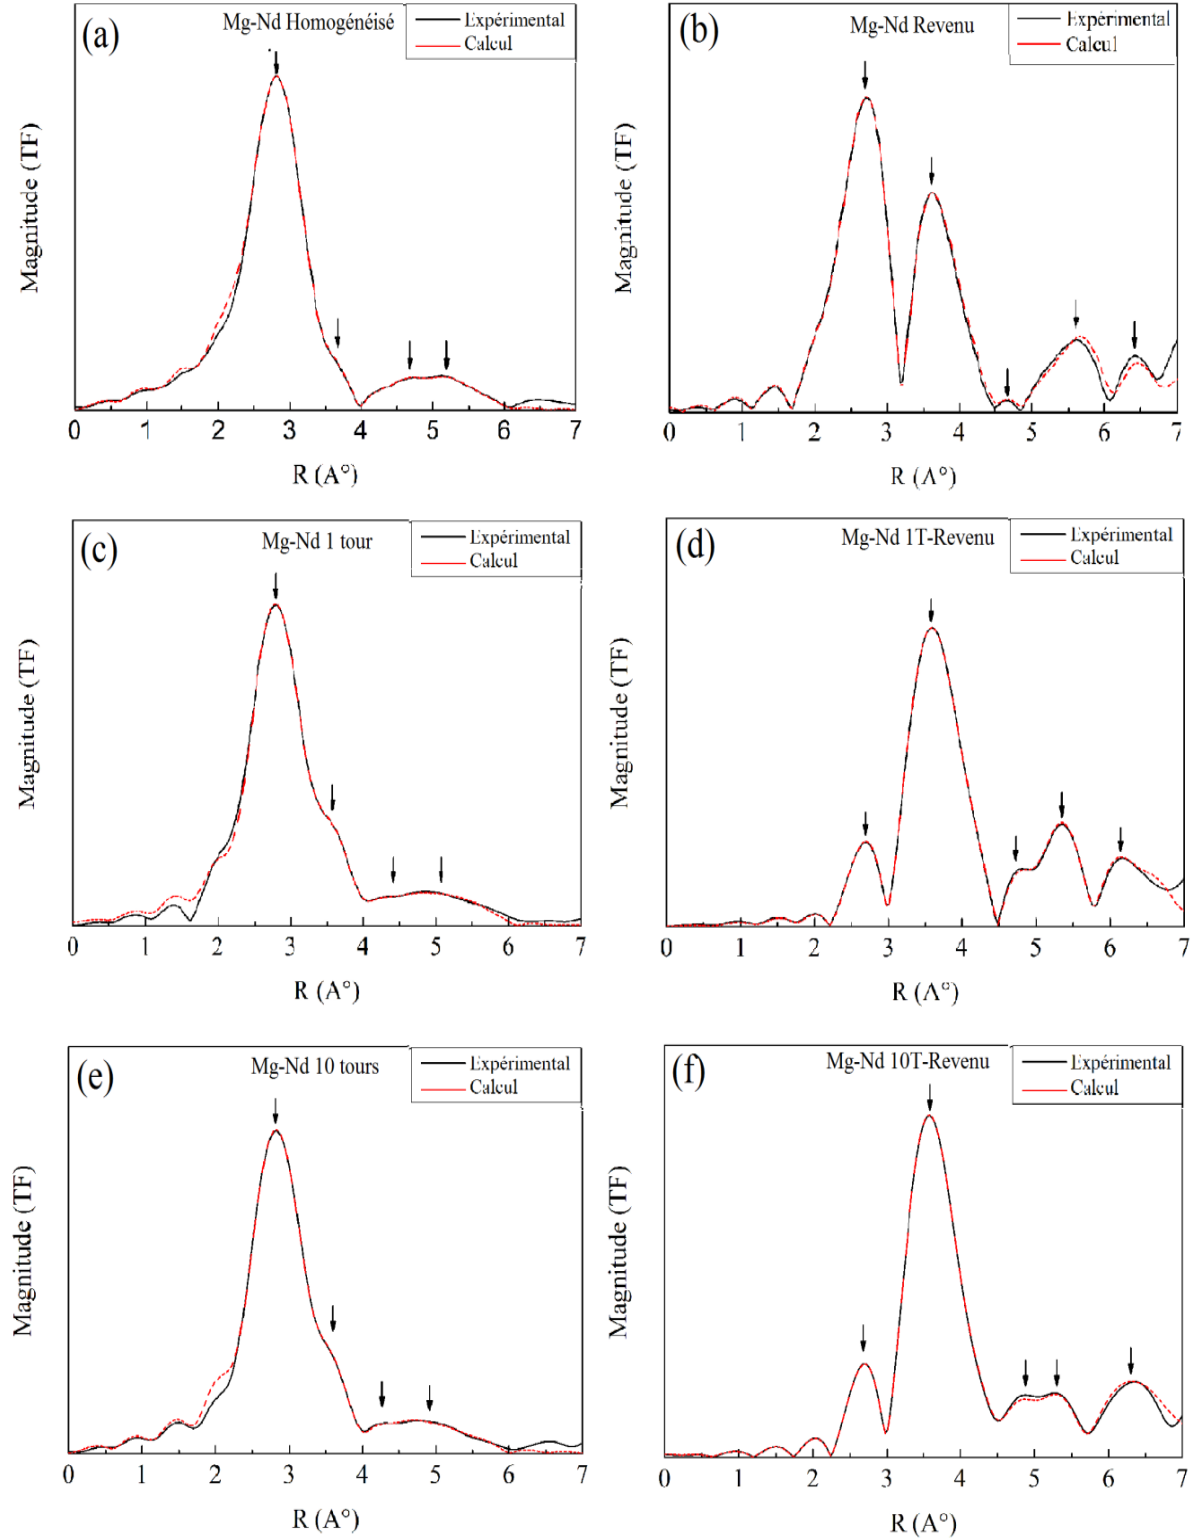 (a)
Mg-Nd Homogénéisé
Expérimental
Calcul
Magnitude (TF)
0 1 2 3 4 5 6 7
R (A°)
(b)
Mg-Nd Revenu
Expérimental
Calcul
Magnitude (TF)
0 1 2 3 4 5 6 7
R (A°)
(c)
Mg-Nd 1 tour
Expérimental
Calcul
Magnitude (TF)
0 1 2 3 4 5 6 7
R (A°)
(d)
Mg-Nd 1T-Revenu
Expérimental
Calcul
Magnitude (TF)
0 1 2 3 4 5 6 7
R (A°)
(e)
Mg-Nd 10 tours
Expérimental
Calcul
Magnitude (TF)
0 1 2 3 4 5 6 7
R (A°)
(f)
Mg-Nd 10T-Revenu
Expérimental
Calcul
Magnitude (TF)
0 1 2 3 4 5 6 7
R (A°)